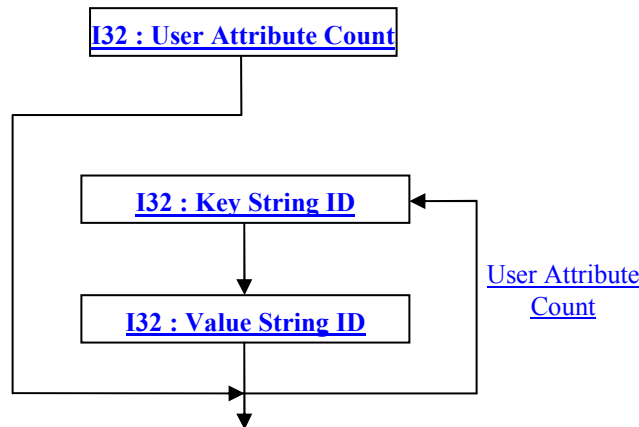 I32 : User Attribute Count
I32 : Key String ID
User Attribute
Count
I32 : Value String ID